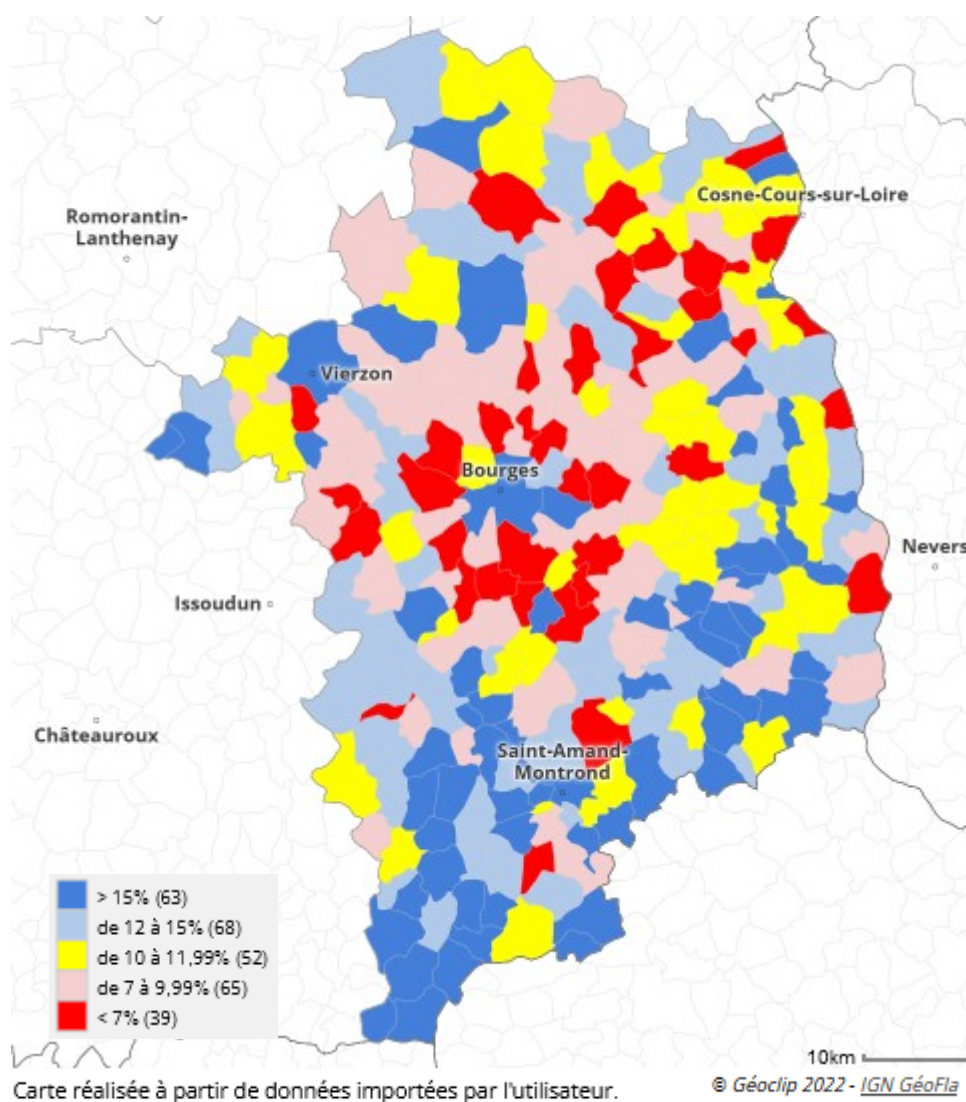 Cosne-Cours-sur-Loire
Romorantin-
Lanthenay
Vierzon
Bourges
Nevers
Issoudun
Châteauroux
Saint-Amand-
Montrond
> 15% (63)
de 12 à 15% (68)
de 10 à 11,99% (52)
de 7 à 9,99% (65)
< 7% (39)
10km
Carte réalisée à partir de données importées par l'utilisateur.
© Géoclip 2022 - IGN GéoFla